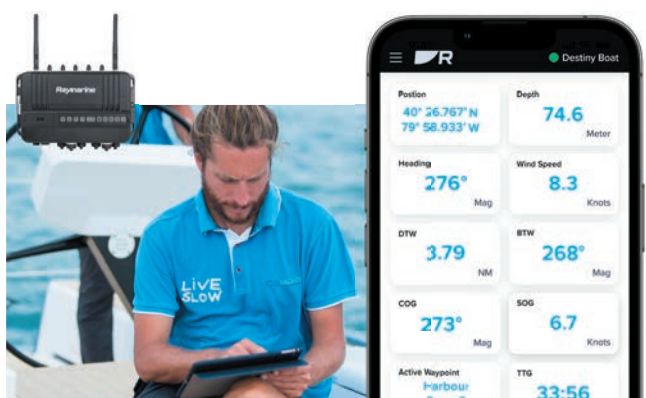 Raymarine
LIVE
SLOW
R
Destiny Boat
Postion
40° 26.767' N
79° 58.933' W
Depth
74.6
Meter
Heading
276°
Mag
Wind Speed
8.3
Knots
DTW
3.79
NM
BTW
268°
Mag
COG
273°
Mag
SOG
6.7
Knots
Active Waypoint
Harbour
TTG
33:56